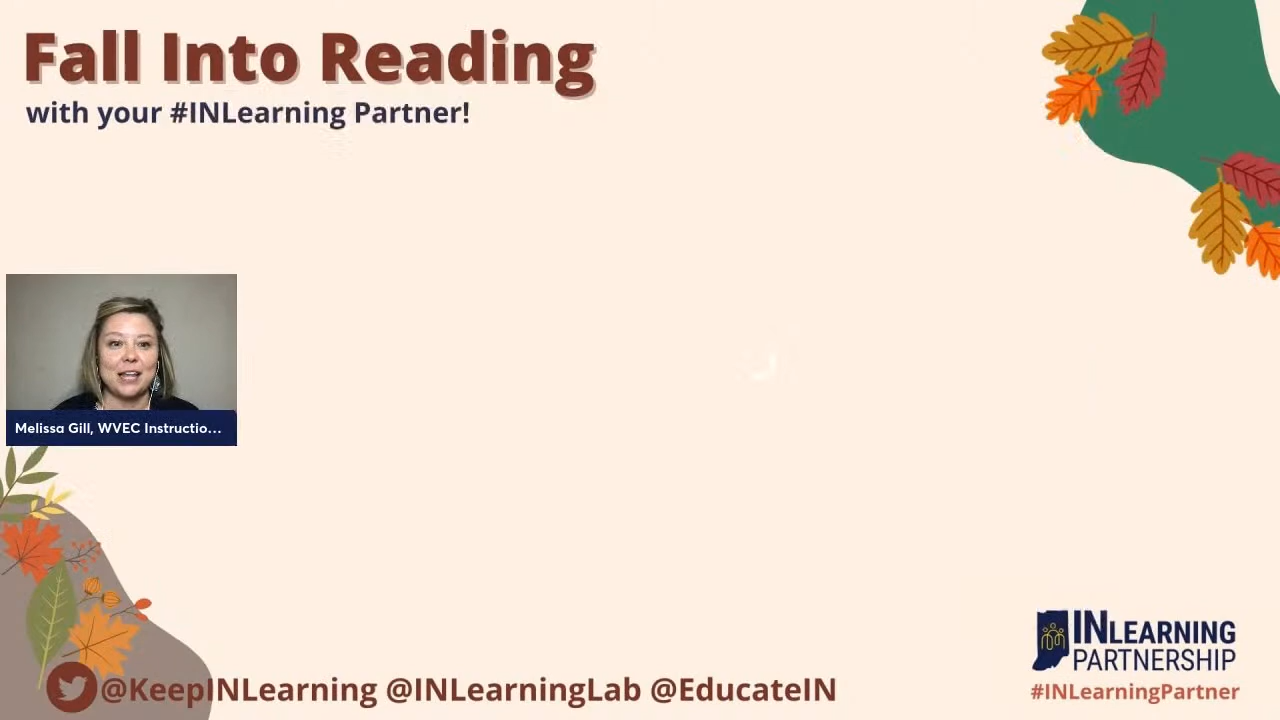 Fall Into Reading
with your #INLearning Partner!
Melissa Gill, WVEC Instructio...
@KeepINLearning @INLearningLab @EducateIN
INLEARNING
PARTNERSHIP
#INLearningPartner